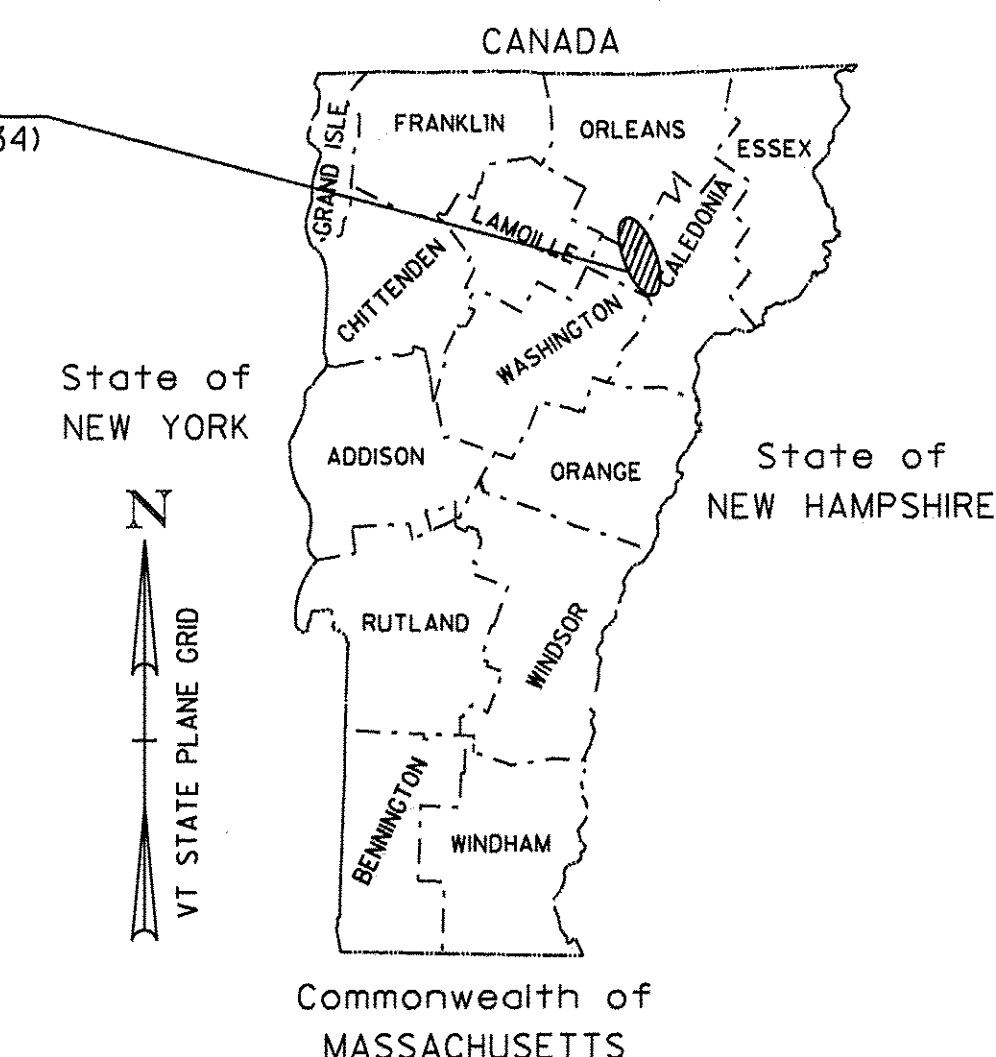 CANADA
34)
GRAND ISLE
FRANKLIN
ORLEANS
ESSEX
LAMOILLE
CALEDONIA
CHITTENDEN
WASHINGTON
State of
NEW YORK
ADDISON
ORANGE
State of
NEW HAMPSHIRE
N
VT STATE PLANE GRID
RUTLAND
WINDSOR
BENNINGTON
WINDHAM
Commonwealth of
MASSACHUSETTS